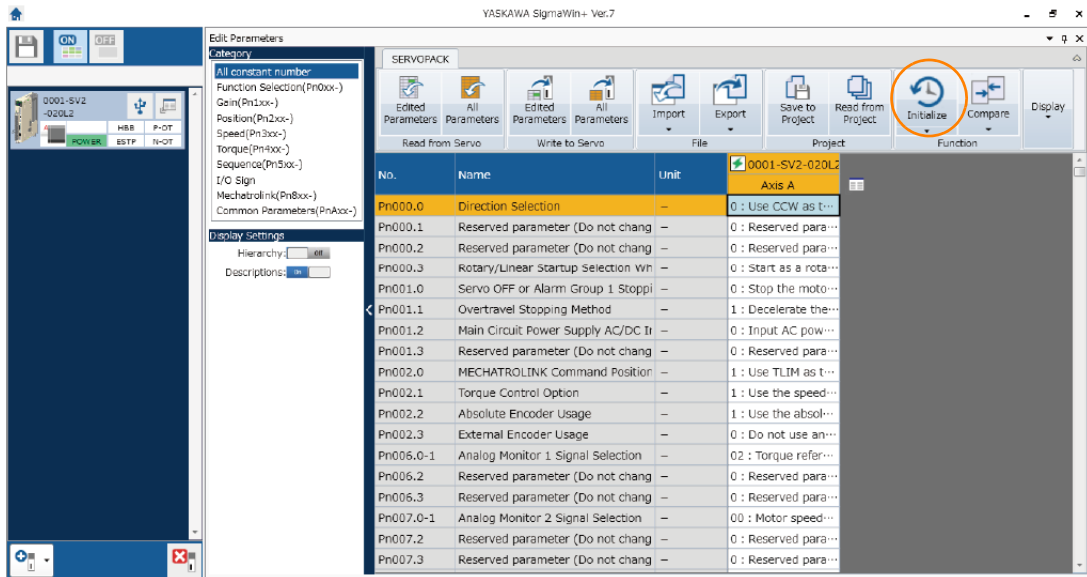 YASKAWA SigmaWin+ Ver.7
ON OFF
0001-SV2
-020L2
HBB P-OT
POWER ESTP N-OT
Edit Parameters
Category
All constant number
Function Selection(Pn0xx-)
Gain(Pn1xx-)
Position(Pn2xx-)
Speed(Pn3xx-)
Torque(Pn4xx-)
Sequence(Pn5xx-)
I/O Sign
Mechatrolink(Pn8xx-)
Common Parameters(PnAxx-)
Display Settings
Hierarchy: Off
Descriptions: On
SERVOPACK
Edited Parameters
All Parameters
Edited Parameters
All Parameters
Import
Export
Save to Project
Read from Project
Initialize
Compare
Display
Read from Servo Write to Servo File Project Function
No. Name Unit 0001-SV2-020L2
Axis A
Pn000.0 Direction Selection – 0 : Use CCW as t···
Pn000.1 Reserved parameter (Do not chang – 0 : Reserved para···
Pn000.2 Reserved parameter (Do not chang – 0 : Reserved para···
Pn000.3 Rotary/Linear Startup Selection Wh – 0 : Start as a rota···
Pn001.0 Servo OFF or Alarm Group 1 Stoppi – 0 : Stop the moto···
Pn001.1 Overtravel Stopping Method – 1 : Decelerate the···
Pn001.2 Main Circuit Power Supply AC/DC Ir – 0 : Input AC pow···
Pn001.3 Reserved parameter (Do not chang – 0 : Reserved para···
Pn002.0 MECHATROLINK Command Position – 1 : Use TLIM as t···
Pn002.1 Torque Control Option – 1 : Use the speed···
Pn002.2 Absolute Encoder Usage – 1 : Use the absol···
Pn002.3 External Encoder Usage – 0 : Do not use an···
Pn006.0-1 Analog Monitor 1 Signal Selection – 02 : Torque refer···
Pn006.2 Reserved parameter (Do not chang – 0 : Reserved para···
Pn006.3 Reserved parameter (Do not chang – 0 : Reserved para···
Pn007.0-1 Analog Monitor 2 Signal Selection – 00 : Motor speed···
Pn007.2 Reserved parameter (Do not chang – 0 : Reserved para···
Pn007.3 Reserved parameter (Do not chang – 0 : Reserved para···